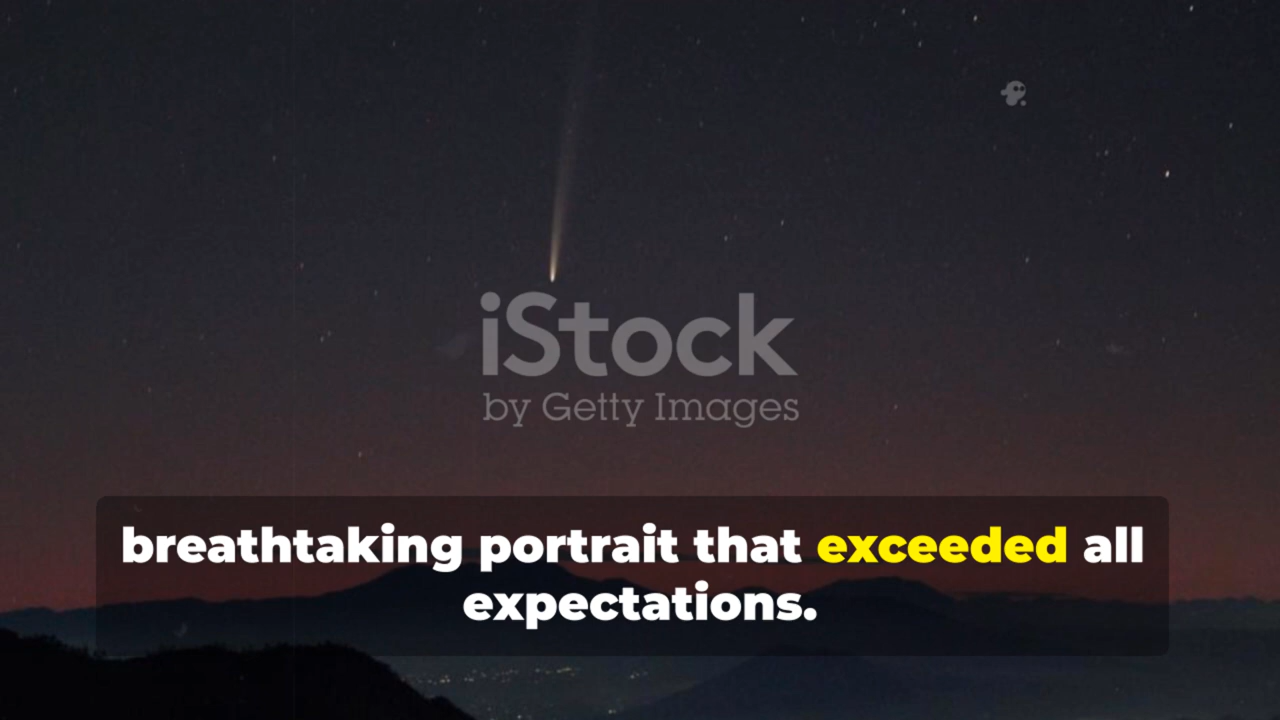 iStock
by Getty Images
breathtaking portrait that exceeded all
expectations.